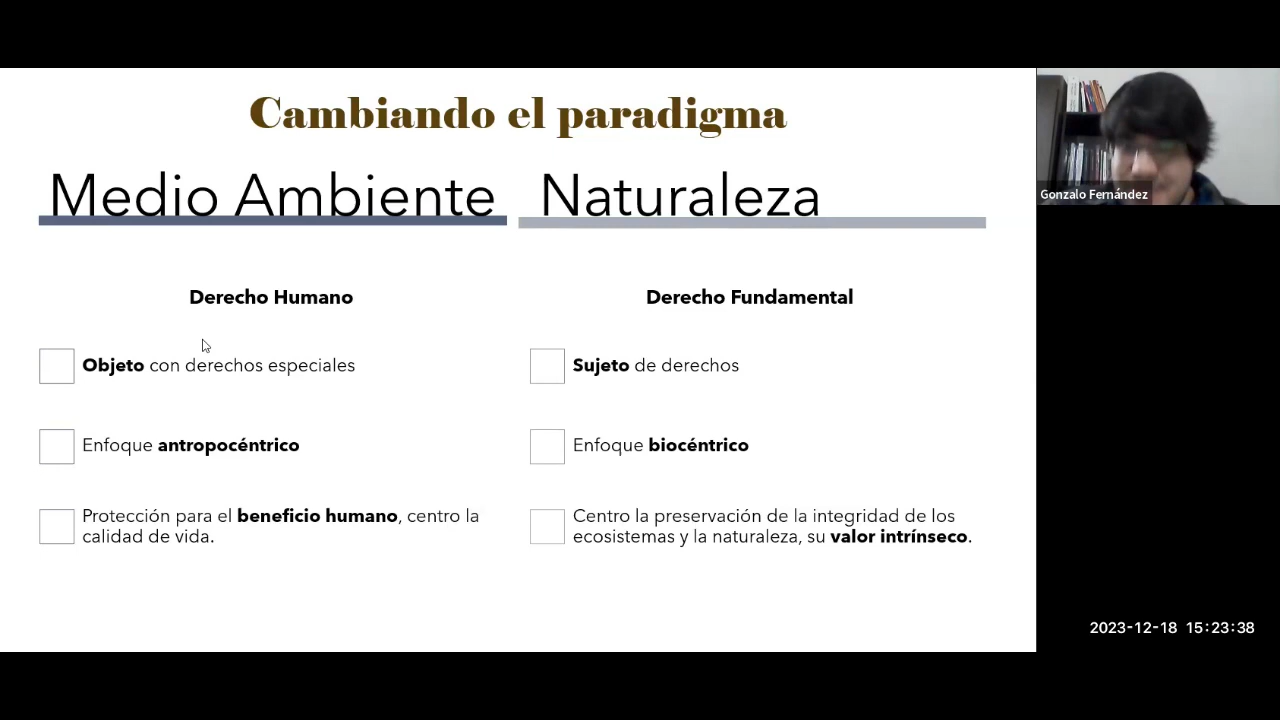 Cambiando el paradigma
Medio Ambiente
Derecho Humano
Objeto con derechos especiales
Enfoque antropocéntrico
Protección para el beneficio humano, centro la
calidad de vida.
Naturaleza
Derecho Fundamental
Sujeto de derechos
Enfoque biocéntrico
Centro la preservación de la integridad de los
ecosistemas y la naturaleza, su valor intrínseco.
Gonzalo Fernández
2023-12-18 15:23:38